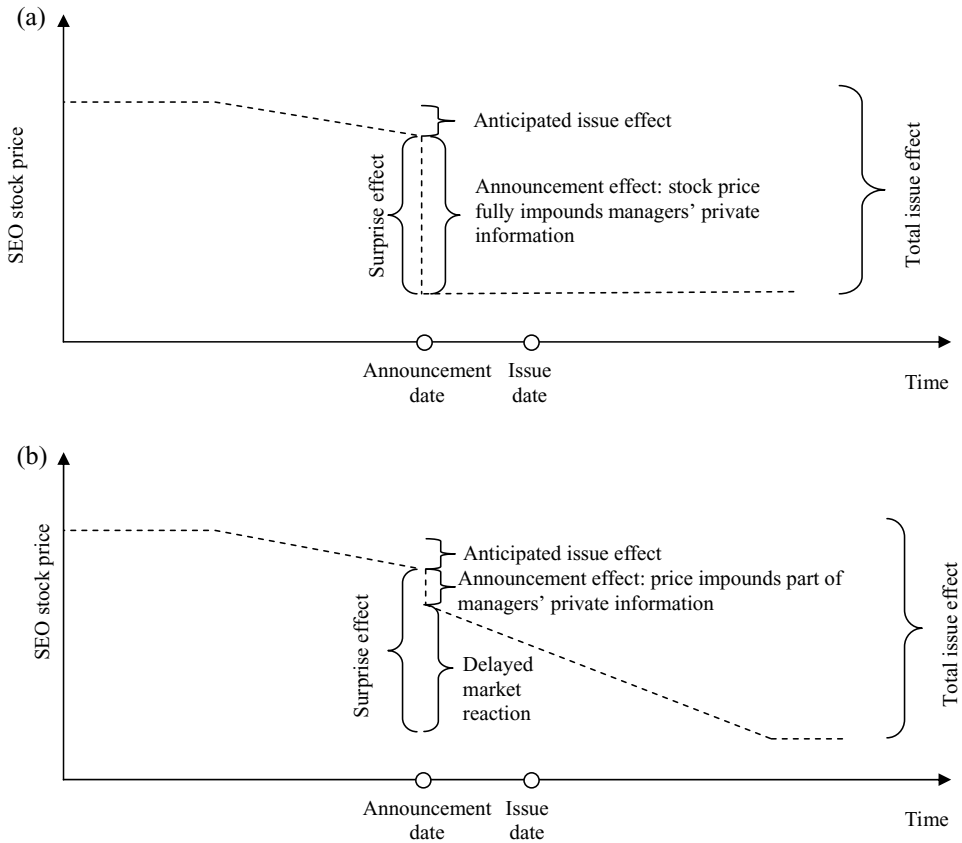 (a)
SEO stock price
Anticipated issue effect
Surprise effect
Announcement effect: stock price
fully impounds managers’ private
information
Total issue effect
Announcement
date
Issue
date
Time
(b)
SEO stock price
Anticipated issue effect
Announcement effect: price impounds part of
managers’ private information
Surprise effect
Delayed
market
reaction
Total issue effect
Announcement
date
Issue
date
Time